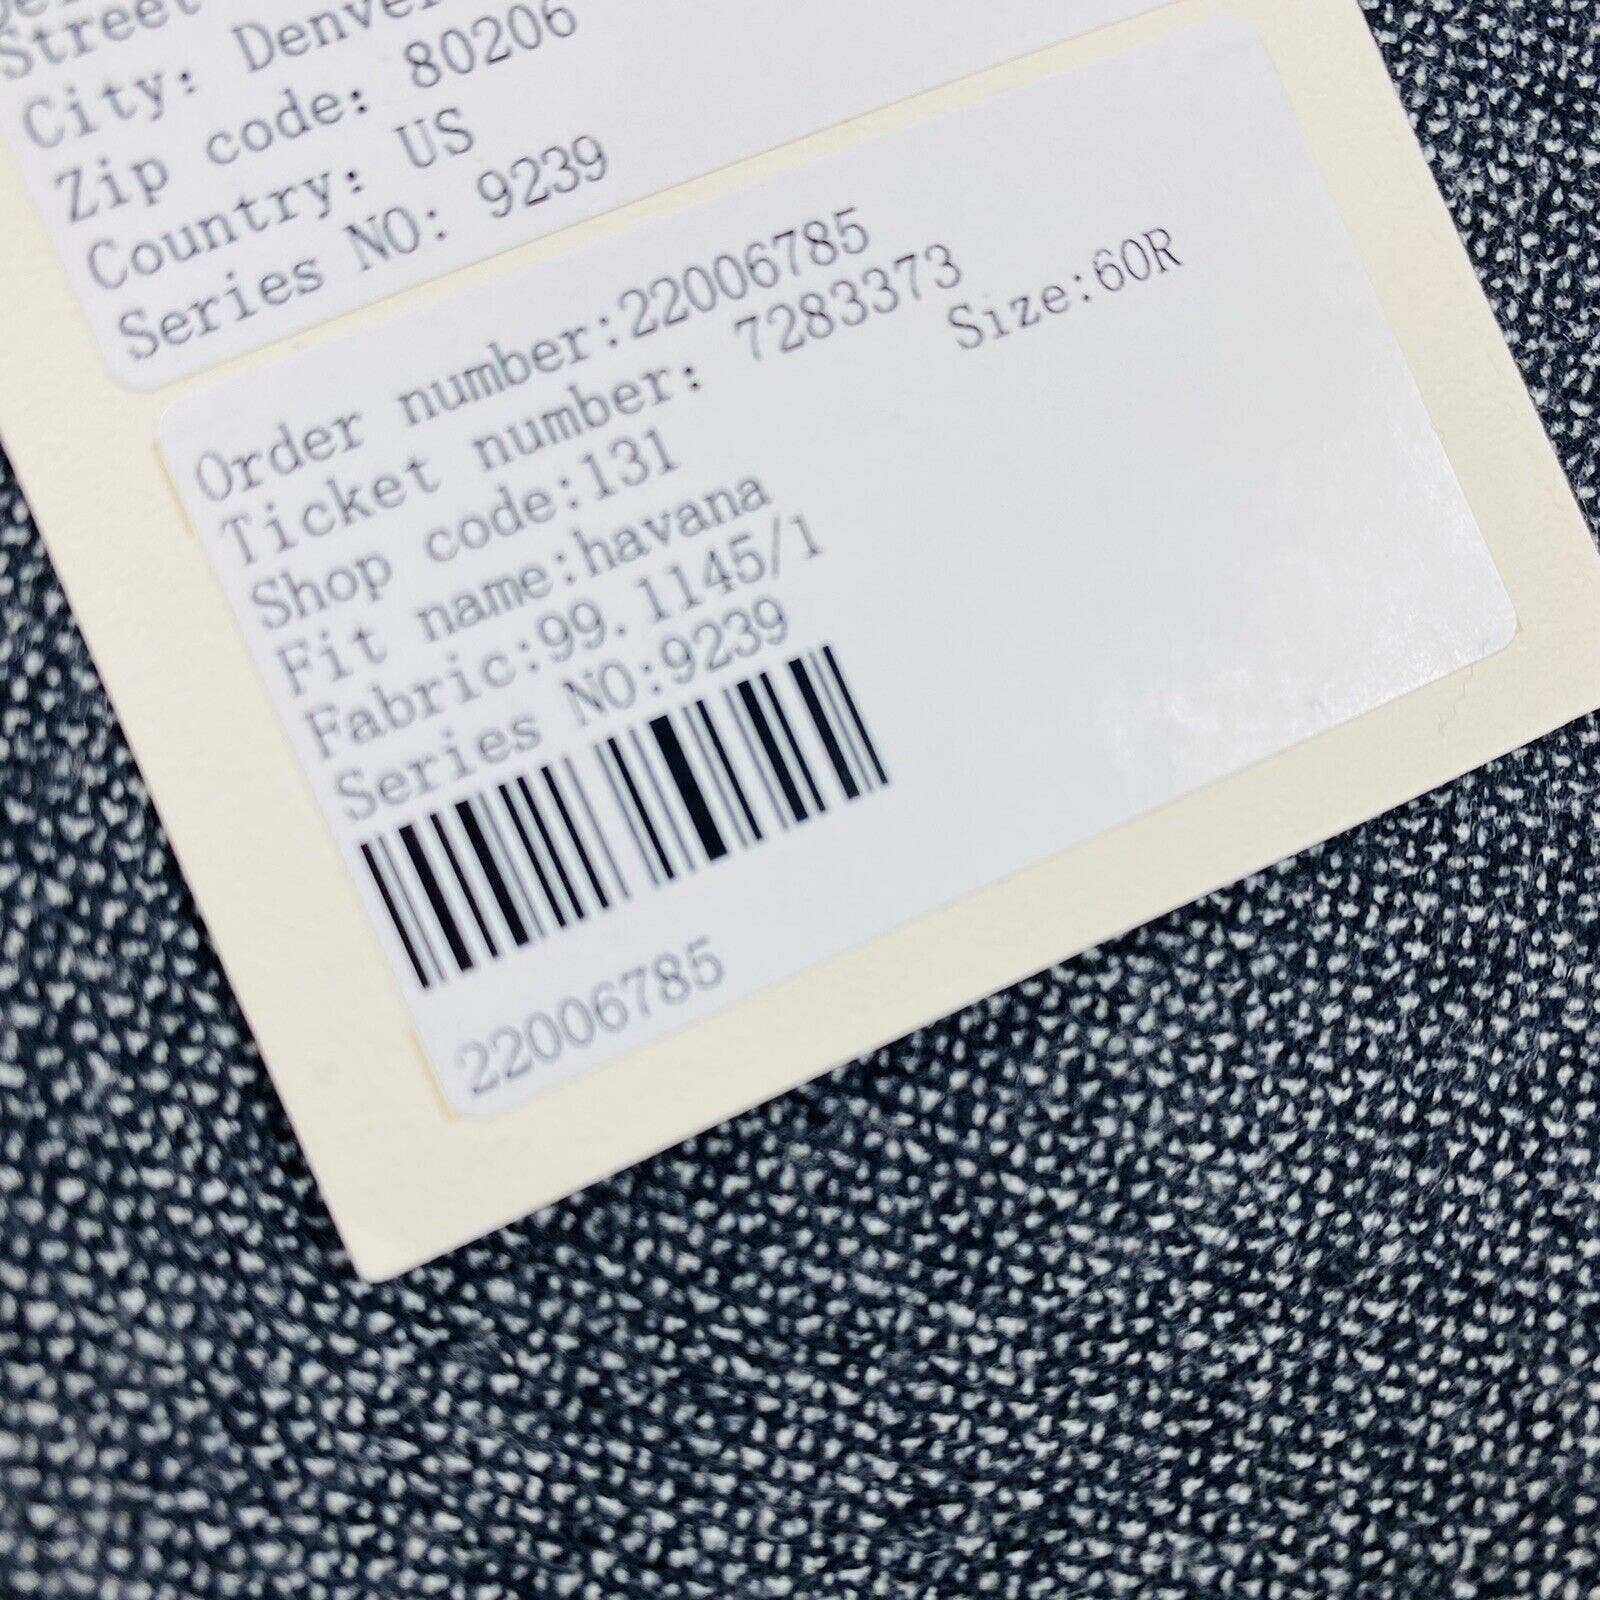 Street
City: Denver
Zip code: 80206
Country: US
Series NO: 9239
Order number:22006785
Ticket number: 7283373
Shop code:131 Size:60R
Fit name:havana
Fabric:99.1145/1
Series NO:9239
22006785